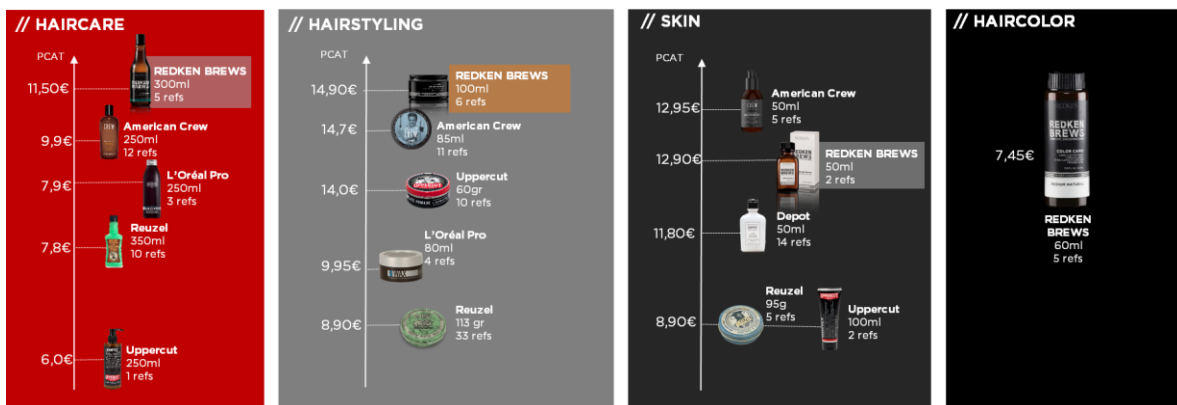 // HAIRCARE
PCAT
11,50€
REDKEN BREWS
300ml
5 refs
9,9€
American Crew
250ml
12 refs
7,9€
L'Oréal Pro
250ml
3 refs
7,8€
Reuzel
350ml
10 refs
6,0€
Uppercut
250ml
1 refs
// HAIRSTYLING
PCAT
14,90€
REDKEN BREWS
100ml
6 refs
14,7€
American Crew
85ml
11 refs
14,0€
Uppercut
60gr
10 refs
9,95€
L'Oréal Pro
80ml
4 refs
WAX
8,90€
Reuzel
113 gr
33 refs
// SKIN
PCAT
12,95€
American Crew
50ml
5 refs
12,90€
REDKEN BREWS
50ml
2 refs
11,80€
Depot
50ml
14 refs
8,90€
Reuzel
95g
5 refs
Uppercut
100ml
2 refs
// HAIRCOLOR
7,45€
REDKEN
BREWS
COLOR CAMO
REDKEN
BREWS
60ml
5 refs